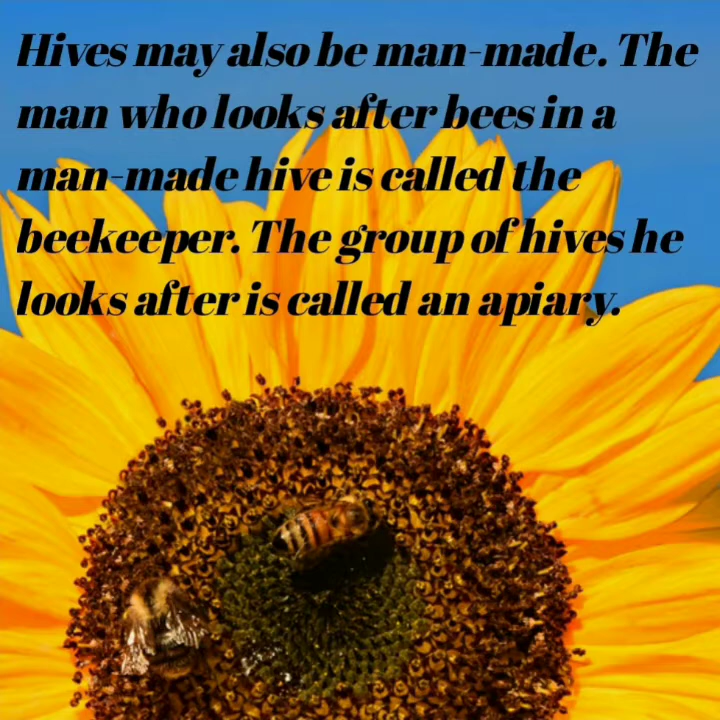 Hives may also be man-made. The
man who looks after bees in a
man-made hive is called the
beekeeper. The group of hives he
looks after is called an apiary.